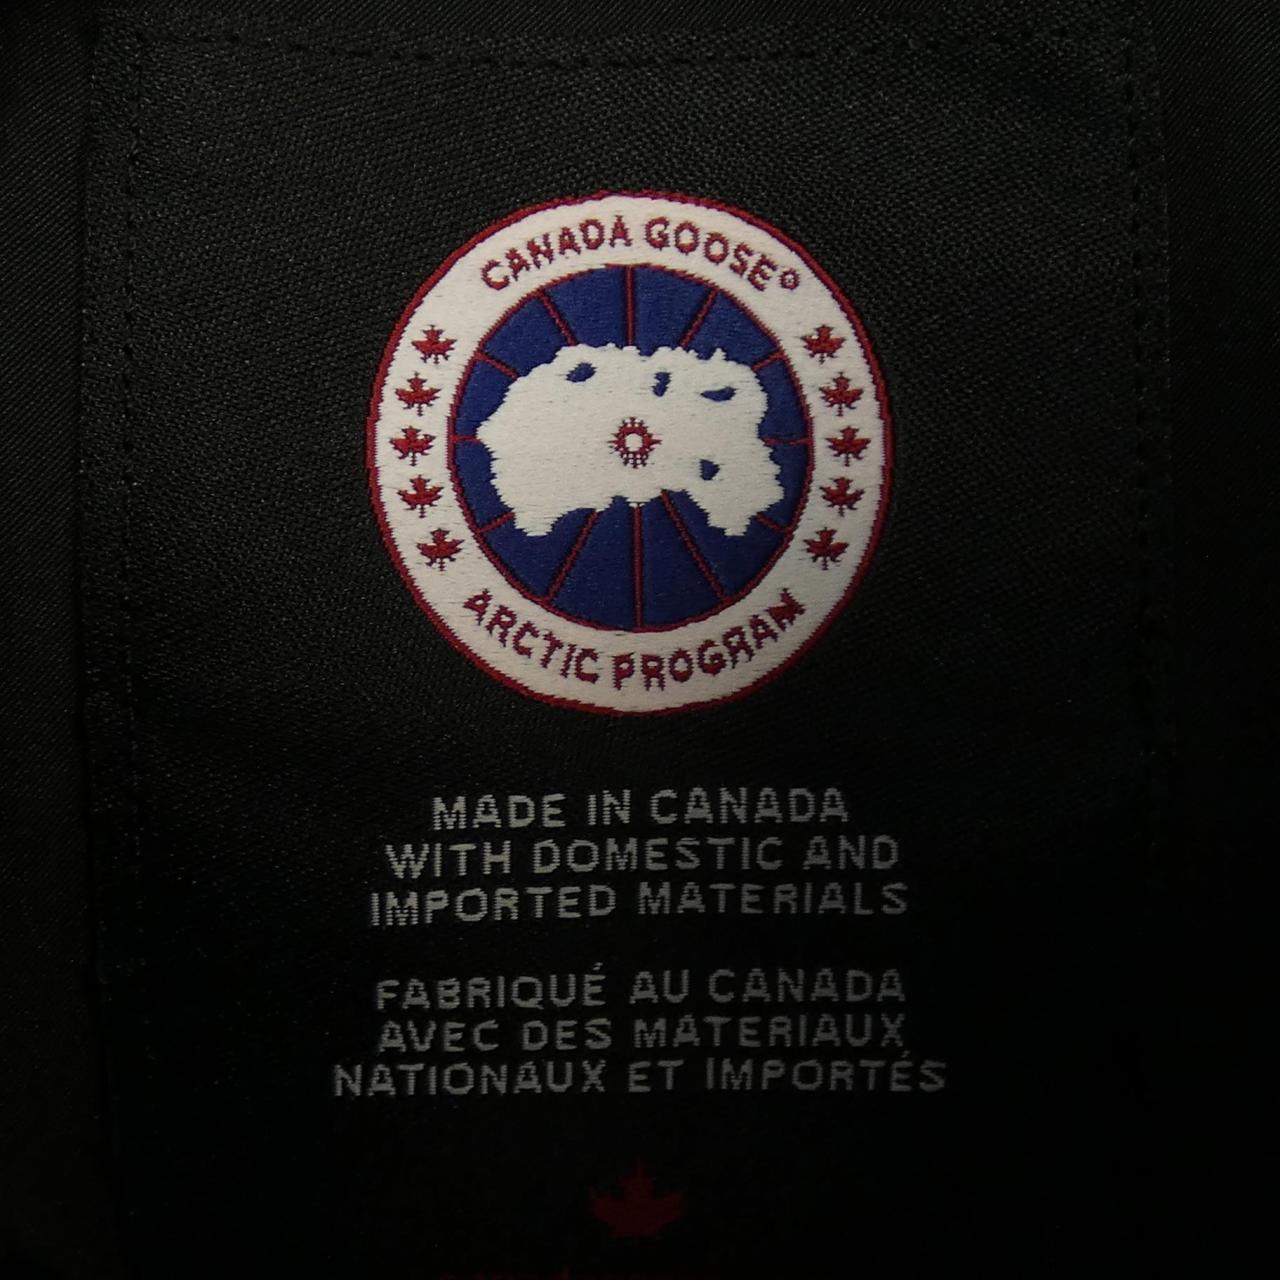 CANADA GOOSE®
ARCTIC PROGRAM
MADE IN CANADA
WITH DOMESTIC AND
IMPORTED MATERIALS
FABRIQUÉ AU CANADA
AVEC DES MATERIAUX
NATIONAUX ET IMPORTÉS